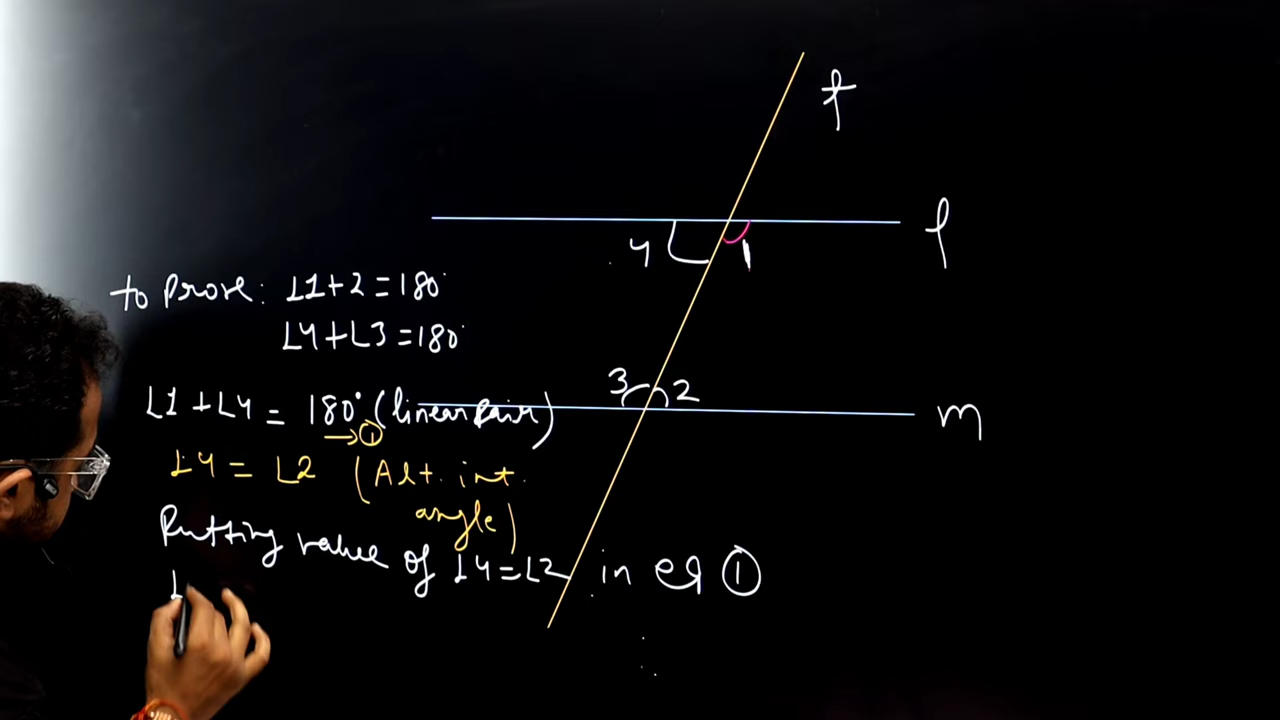 t
l
4 1
to Prove: ∠1+2=180°
∠4+∠3=180°
3 2
∠1+∠4 = 180° (linear Pair)
→①
m
∠4 = ∠2 (Alt. int.
angle)
Putting value of ∠4=∠2 in eq ①
∠